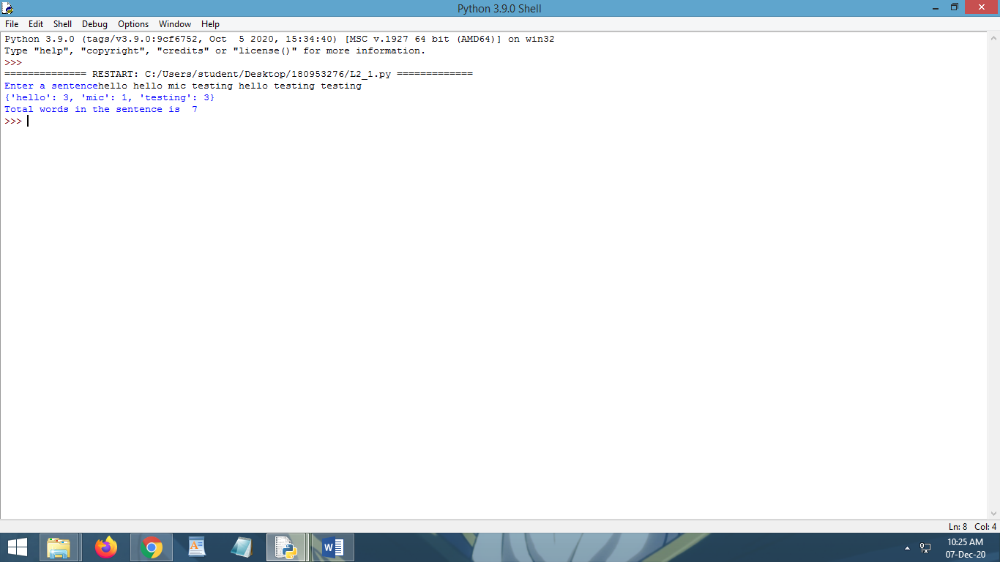 Python 3.9.0 Shell
File Edit Shell Debug Options Window Help
Python 3.9.0 (tags/v3.9.0:9cf6752, Oct  5 2020, 15:34:40) [MSC v.1927 64 bit (AMD64)] on win32
Type "help", "copyright", "credits" or "license()" for more information.
>>>
============== RESTART: C:/Users/student/Desktop/180953276/L2_1.py =============
Enter a sentencehello hello mic testing hello testing testing
{'hello': 3, 'mic': 1, 'testing': 3}
Total words in the sentence is  7
>>>
Ln: 8 Col: 4
10:25 AM
07-Dec-20